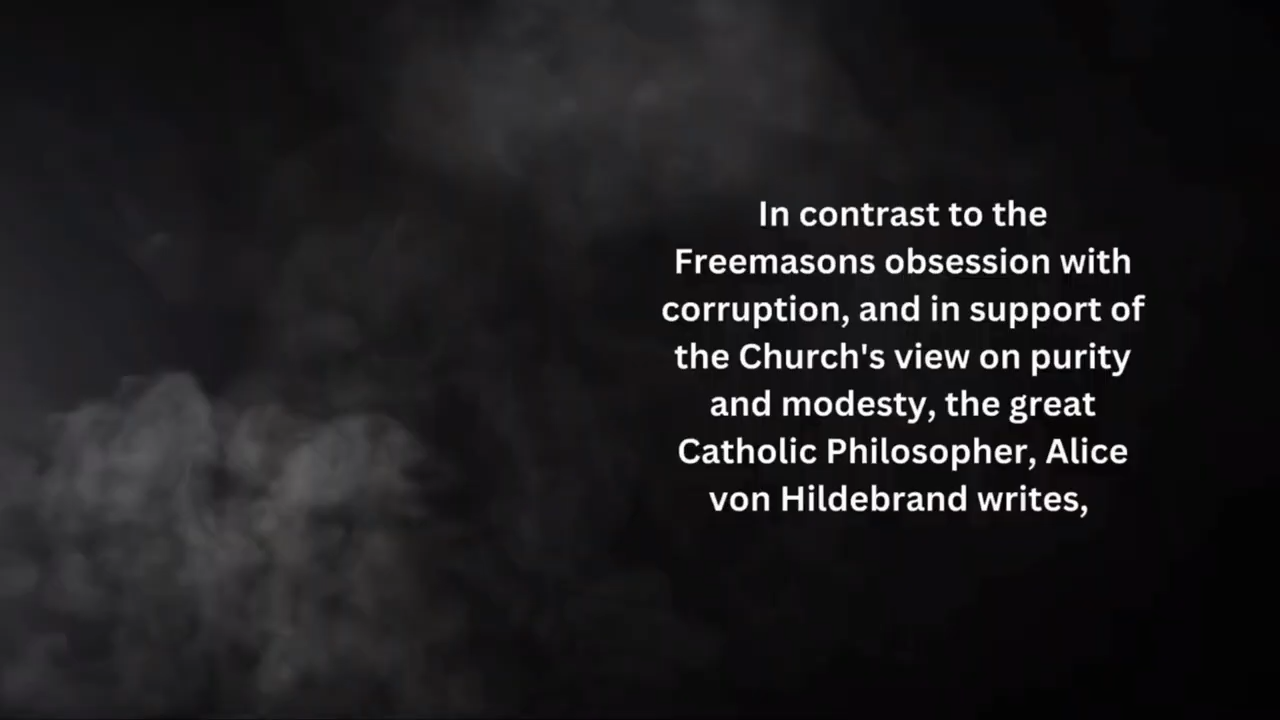 In contrast to the
Freemasons obsession with
corruption, and in support of
the Church's view on purity
and modesty, the great
Catholic Philosopher, Alice
von Hildebrand writes,